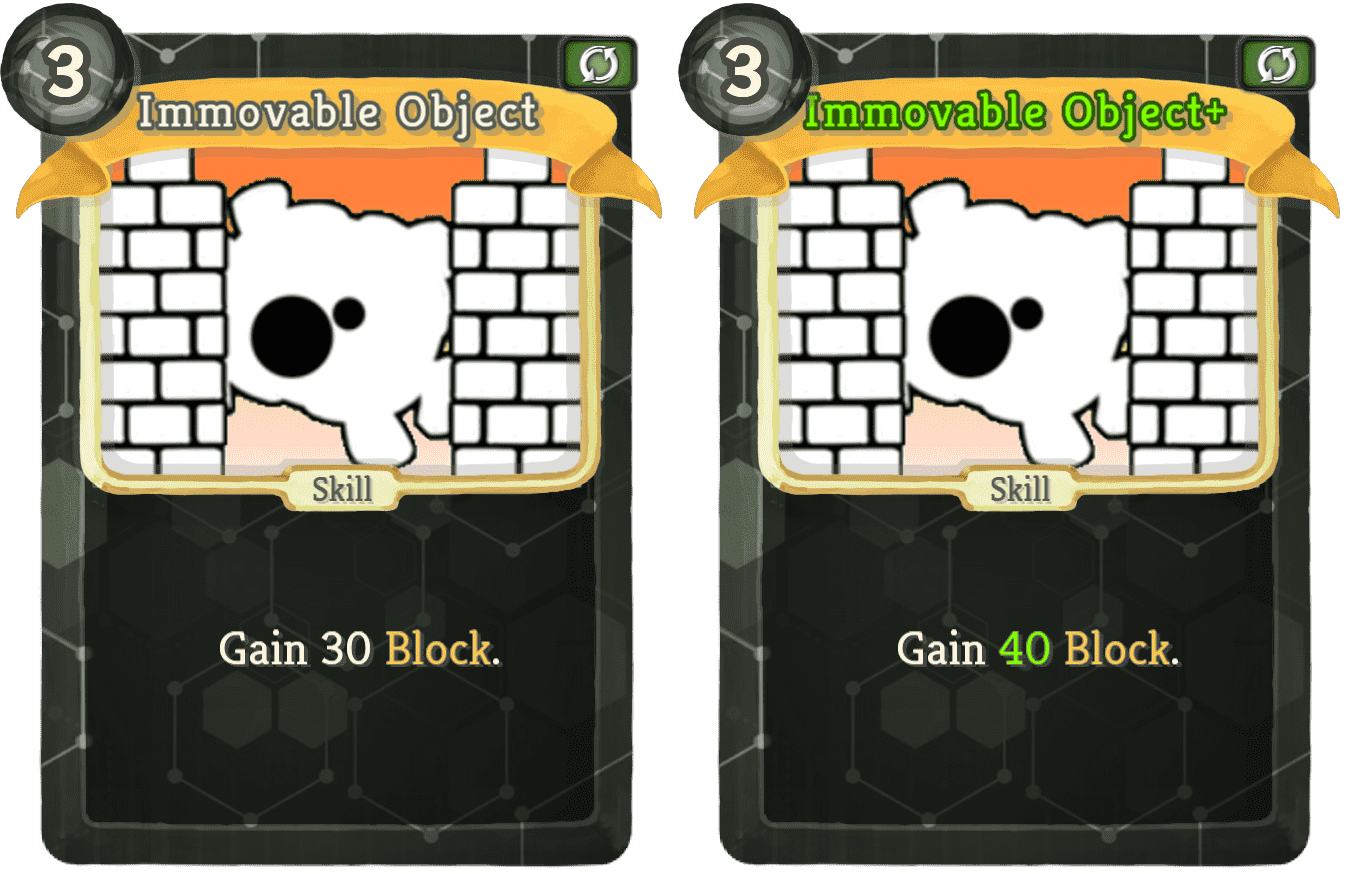 3
Immovable Object
Skill
Gain 30 Block.
3
Immovable Object+
Skill
Gain 40 Block.